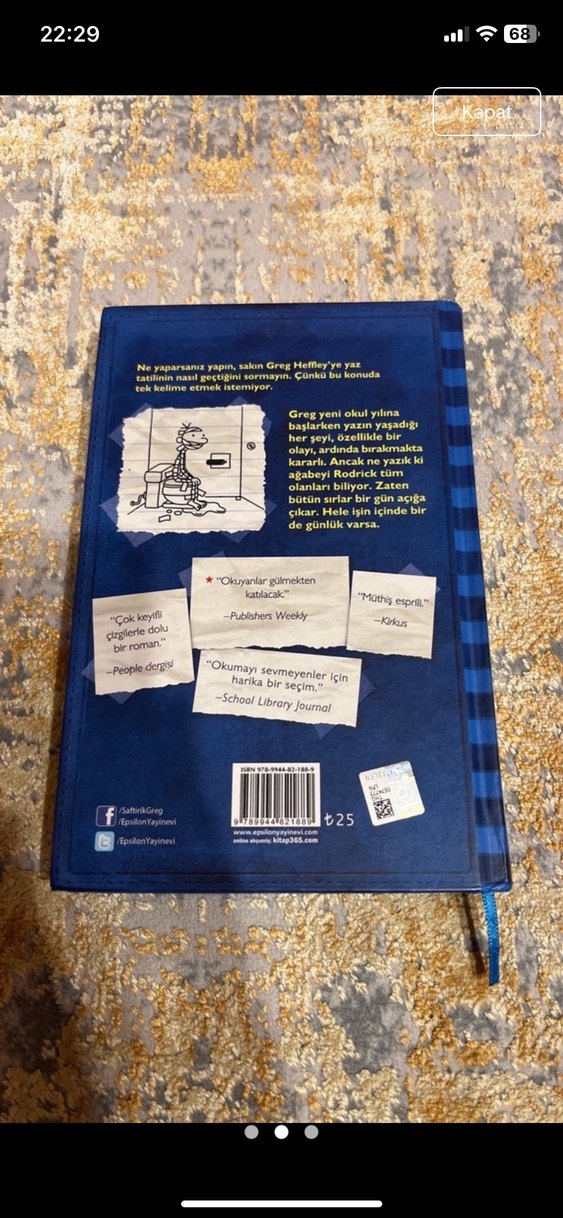 22:29
68
Kapat
Ne yaparsanız yapın, sakın Greg Heffley'ye yaz
tatilinin nasıl geçtiğini sormayın. Çünkü bu konuda
tek kelime etmek istemiyor.
Greg yeni okul yılına
başlarken yazın yaşadığı
her şeyi, özellikle bir
olayı, ardında bırakmakta
kararlı. Ancak ne yazık ki
ağabeyi Rodrick tüm
olanları biliyor. Zaten
bütün sırlar bir gün açığa
çıkar. Hele işin içinde bir
de günlük varsa.
"Okuyanlar gülmekten
katılacak."
–Publishers Weekly
"Müthiş esprili."
–Kirkus
"Çok keyifli
çizgilerle dolu
bir roman."
–People dergisi
"Okumayı sevmeyenler için
harika bir seçim."
–School Library Journal
ISBN 978-9944-82-188-9
9 789944 821889
₺25
www.epsilonyayinevi.com
online alışveriş: kitap365.com
f /SaftirikGreg
/EpsilonYayinevi
/EpsilonYayinevi